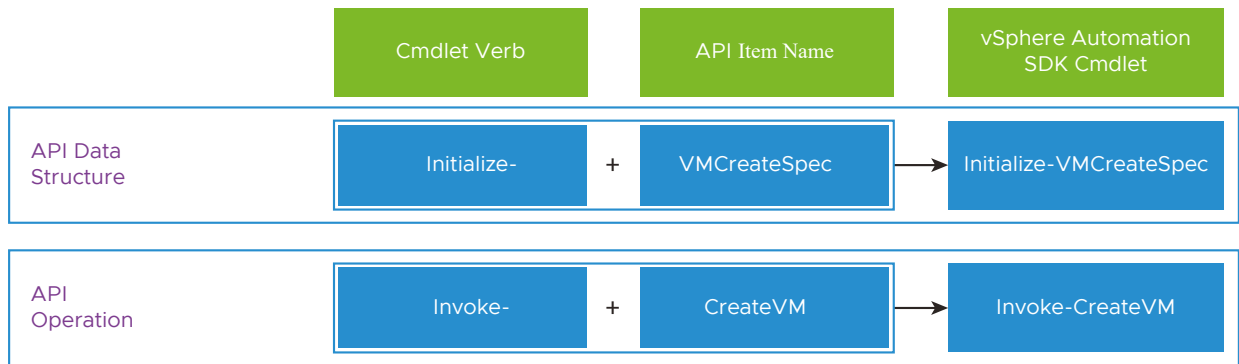 Cmdlet Verb
API Item Name
vSphere Automation
SDK Cmdlet
API Data
Structure
Initialize-
+
VMCreateSpec
Initialize-VMCreateSpec
API
Operation
Invoke-
+
CreateVM
Invoke-CreateVM